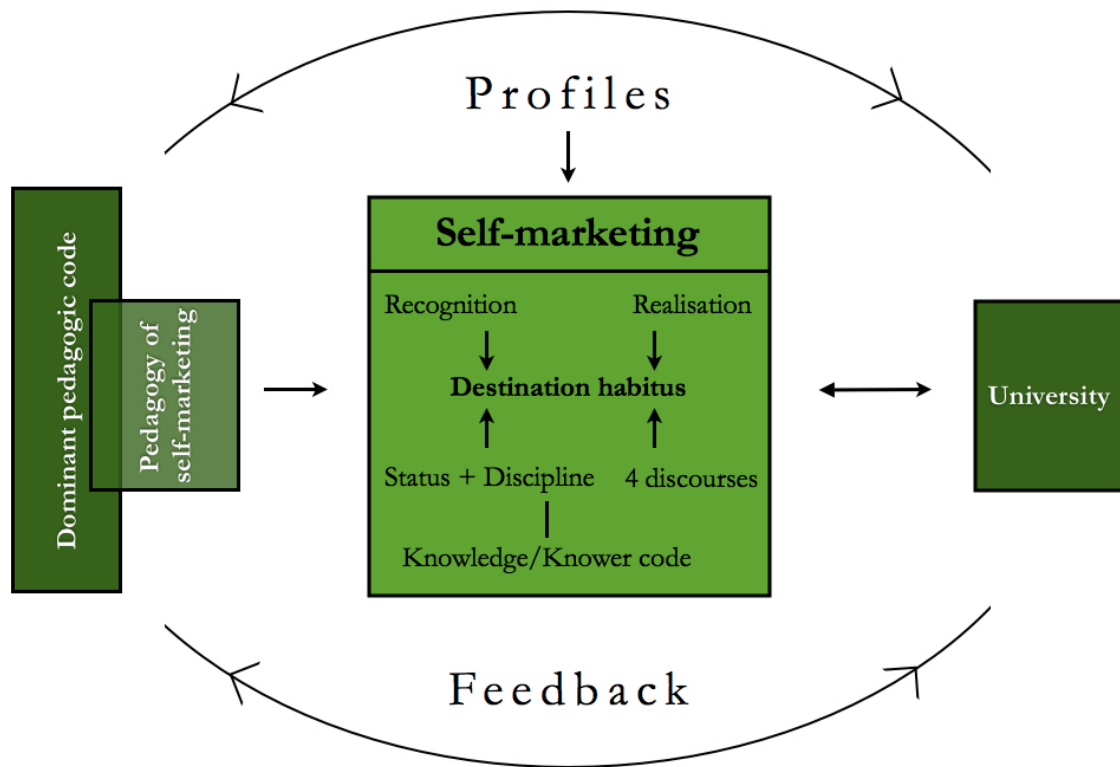 Profiles
Dominant pedagogic code
Pedagogy of
self-marketing
Self-marketing
Recognition
Realisation
Destination habitus
Status + Discipline
4 discourses
Knowledge/Knower code
University
Feedback